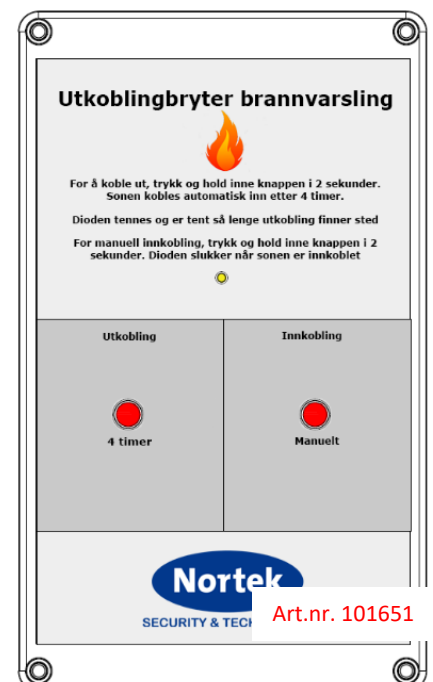 Utkoblingbryter brannvarsling
For å koble ut, trykk og hold inne knappen i 2 sekunder.
Sonen kobles automatisk inn etter 4 timer.
Dioden tennes og er tent så lenge utkobling finner sted
For manuell innkobling, trykk og hold inne knappen i 2
sekunder. Dioden slukker når sonen er innkoblet
Utkobling
Innkobling
4 timer
Manuelt
Nortek
SECURITY &
Art.nr. 101651